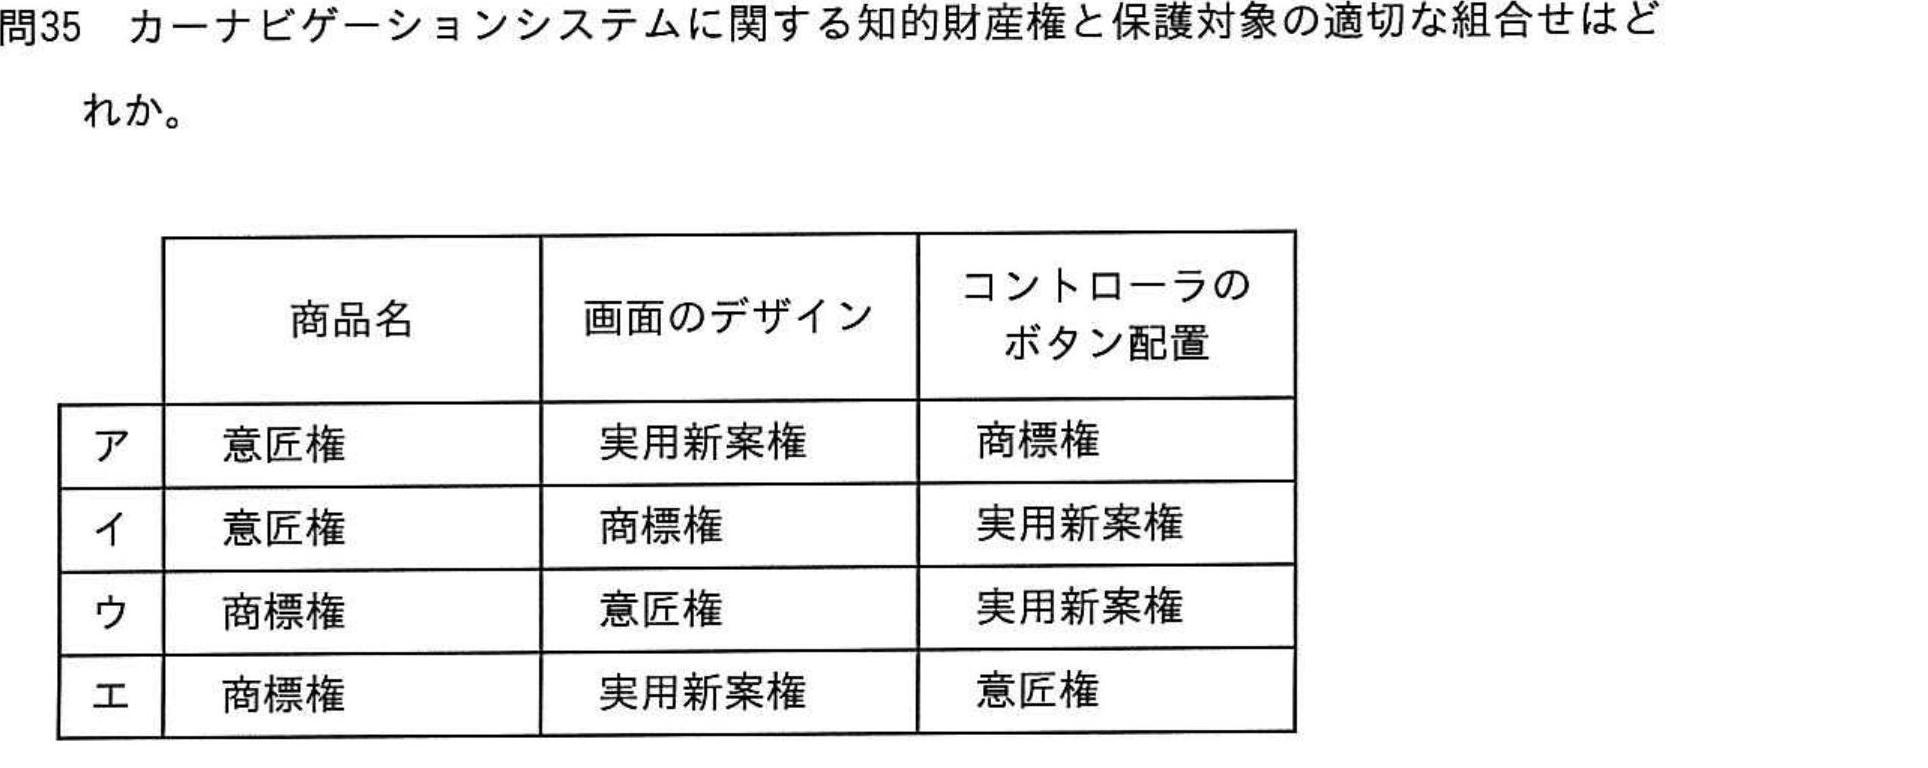 問35 カーナビゲーションシステムに関する知的財産権と保護対象の適切な組合せはど
れか。
商品名 画面のデザイン コントローラの
ボタン配置
ア 意匠権 実用新案権 商標権
イ 意匠権 商標権 実用新案権
ウ 商標権 意匠権 実用新案権
エ 商標権 実用新案権 意匠権